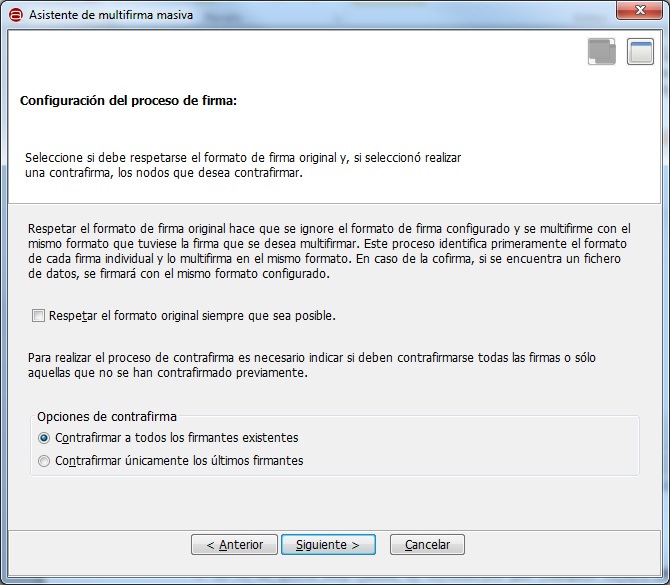 Asistente de multifirma masiva
Configuración del proceso de firma:
Seleccione si debe respetarse el formato de firma original y, si seleccionó realizar
una contrafirma, los nodos que desea contrafirmar.
Respetar el formato de firma original hace que se ignore el formato de firma configurado y se multifirme con el
mismo formato que tuviese la firma que se desea multifirmar. Este proceso identifica primeramente el formato
de cada firma individual y lo multifirma en el mismo formato. En caso de la cofirma, si se encuentra un fichero
de datos, se firmará con el mismo formato configurado.
Respetar el formato original siempre que sea posible.
Para realizar el proceso de contrafirma es necesario indicar si deben contrafirmarse todas las firmas o sólo
aquellas que no se han contrafirmado previamente.
Opciones de contrafirma
Contrafirmar a todos los firmantes existentes
Contrafirmar únicamente los últimos firmantes
< Anterior Siguiente > Cancelar